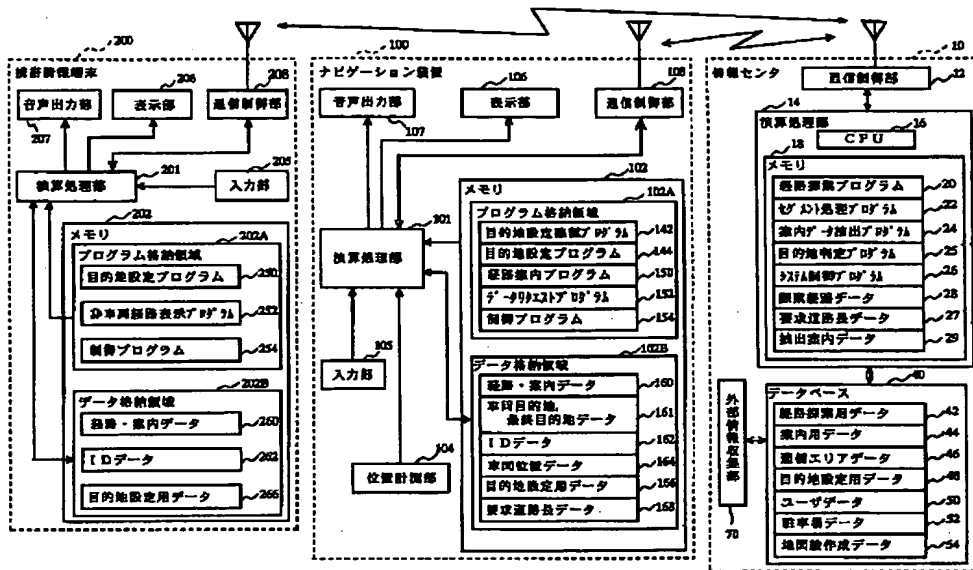 200
携帯情報端末
音声出力部
207
206
表示部
208
通信制御部
201
演算処理部
205
入力部
202
メモリ
202A
プログラム格納領域
目的地設定プログラム
250
非車両経路表示プログラム
252
制御プログラム
254
202B
データ格納領域
経路・案内データ
260
IDデータ
262
目的地設定用データ
266
100
ナビゲーション装置
音声出力部
107
106
表示部
108
通信制御部
101
演算処理部
105
入力部
104
位置計測部
102
メモリ
102A
プログラム格納領域
142
目的地設定プログラム
144
経路案内プログラム
150
データリクエストプログラム
152
制御プログラム
154
102B
データ格納領域
経路・案内データ
160
車両目的地,
最終目的地データ
161
IDデータ
162
車両位置データ
164
目的地設定用データ
166
要求道路長データ
168
10
情報センタ
通信制御部
12
14
演算処理部
16
CPU
18
メモリ
経路探索プログラム
20
セグメント処理プログラム
22
案内データ抽出プログラム
24
目的地判定プログラム
25
システム制御プログラム
26
探索経路データ
28
要求道路長データ
27
抽出案内データ
29
40
データベース
経路探索用データ
42
案内用データ
44
通信エリアデータ
46
目的地設定用データ
48
ユーザデータ
50
駐車場データ
52
地図絵作成データ
54
外部情報収集部
70